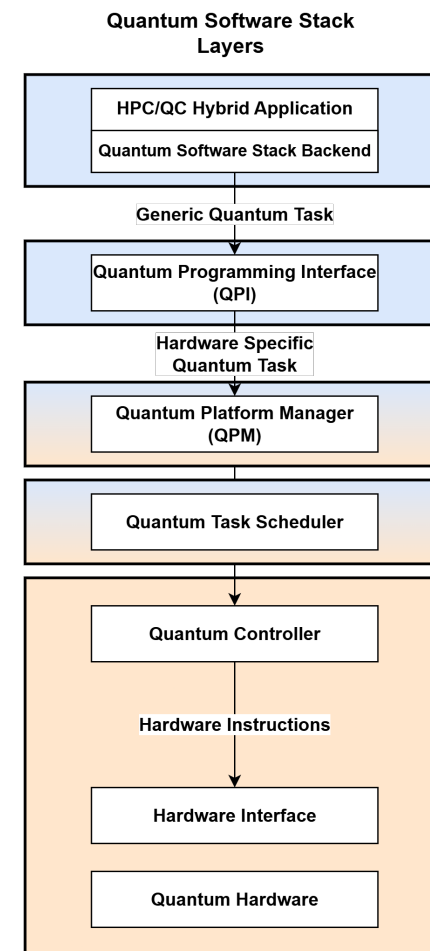 Quantum Software Stack
Layers
HPC/QC Hybrid Application
Quantum Software Stack Backend
Generic Quantum Task
Quantum Programming Interface
(QPI)
Hardware Specific
Quantum Task
Quantum Platform Manager
(QPM)
Quantum Task Scheduler
Quantum Controller
Hardware Instructions
Hardware Interface
Quantum Hardware